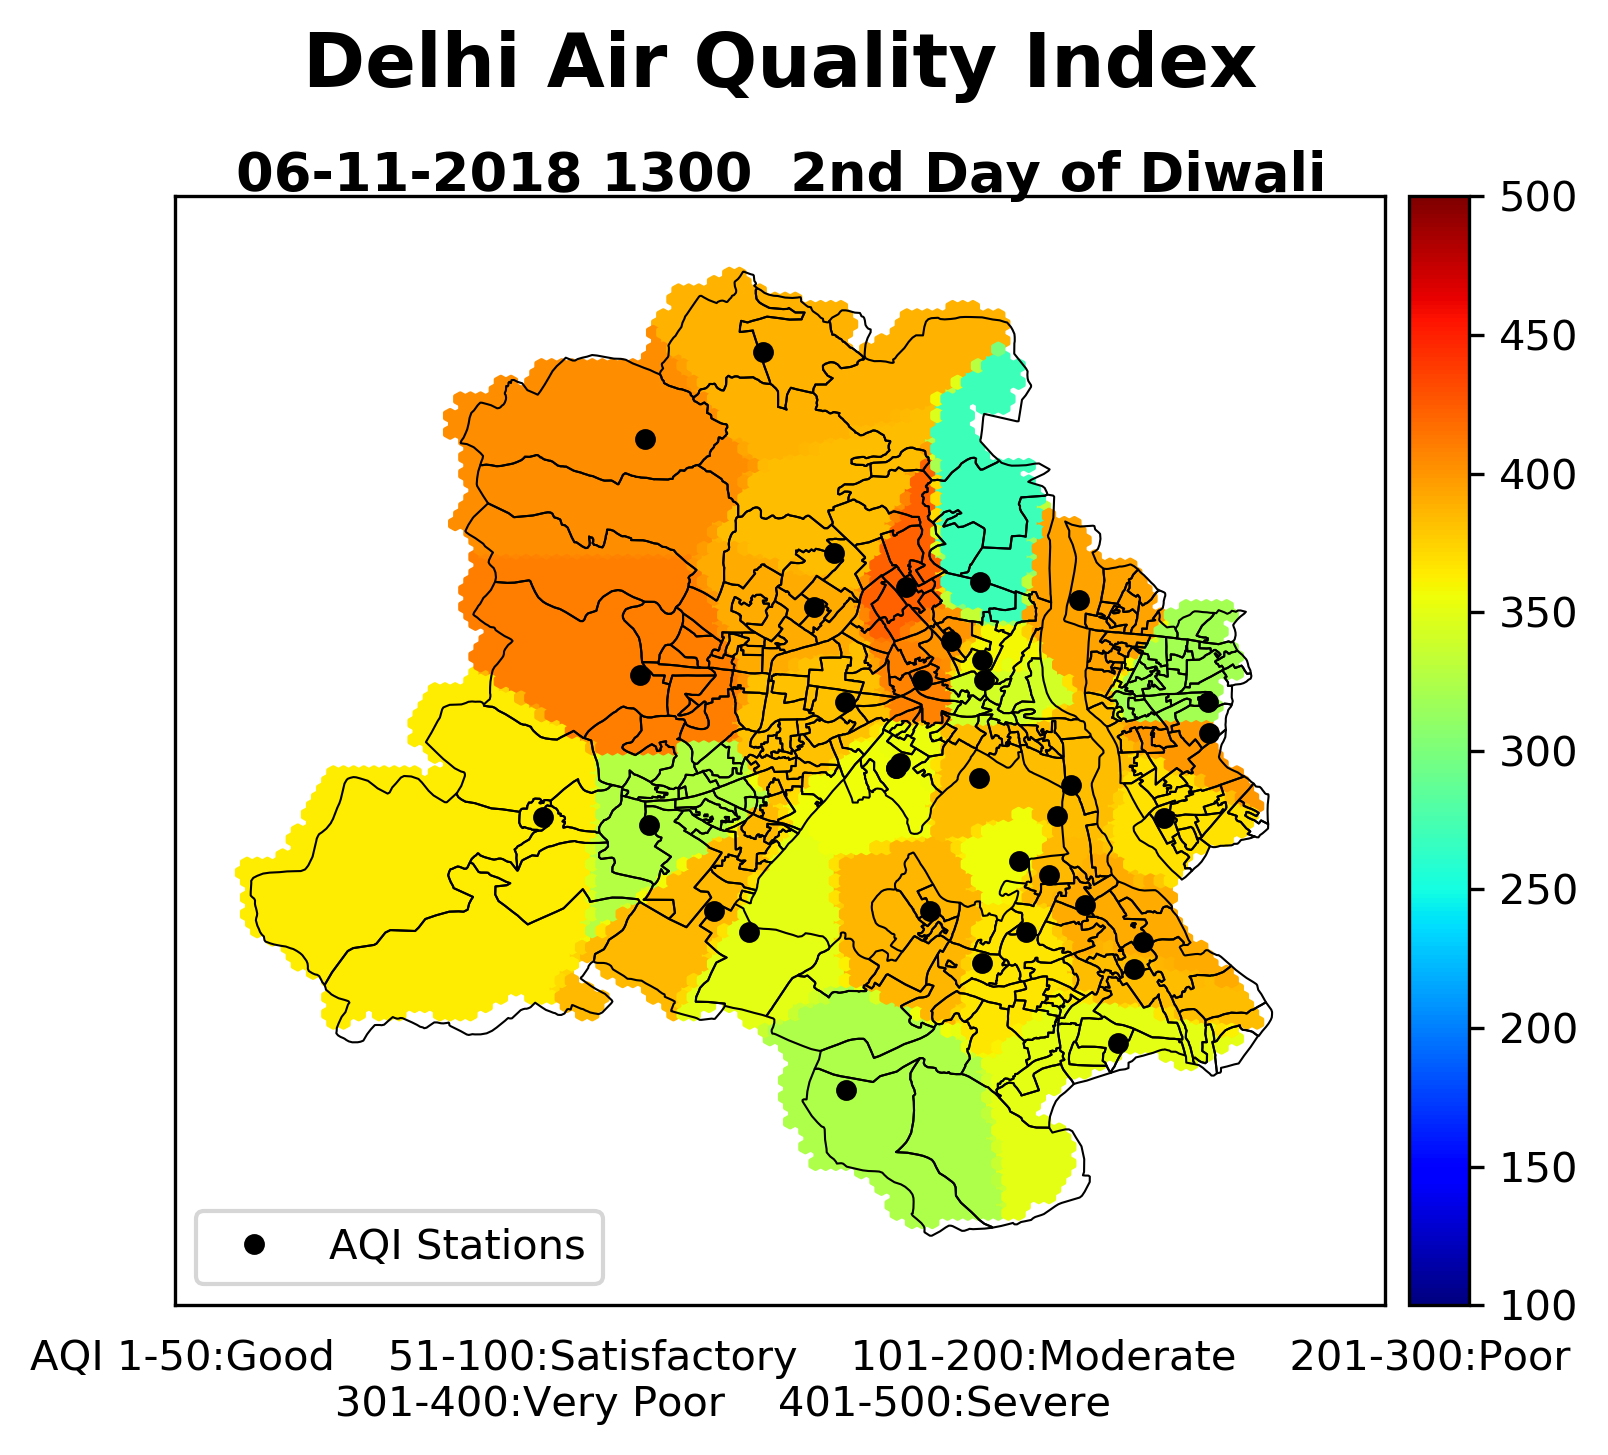 Delhi Air Quality Index
06-11-2018 1300  2nd Day of Diwali
500
450
400
350
300
250
200
150
100
AQI Stations
AQI 1-50:Good    51-100:Satisfactory    101-200:Moderate    201-300:Poor
301-400:Very Poor    401-500:Severe